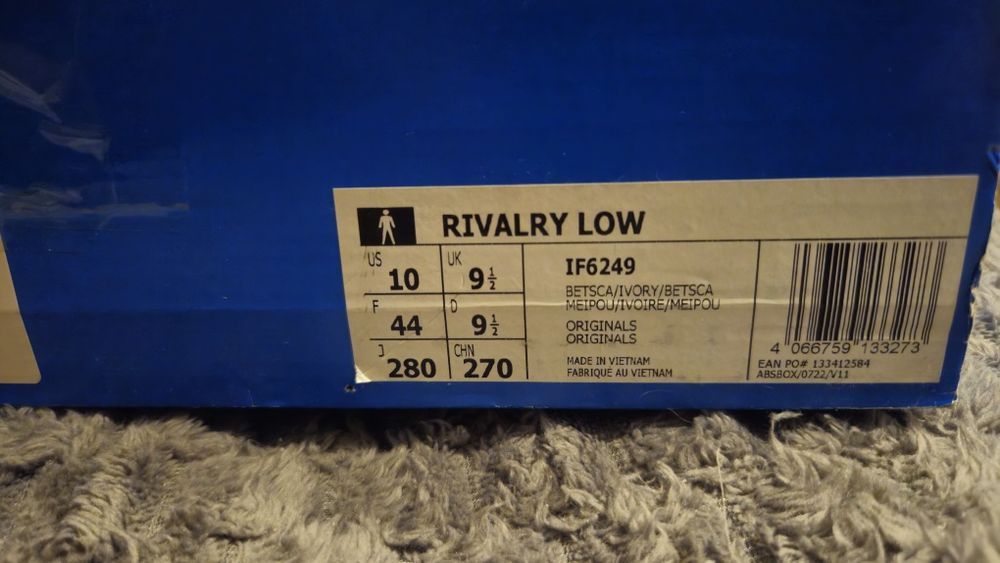 RIVALRY LOW
US 10 UK 9½
F 44 D 9½
J 280 CHN 270
IF6249
BETSCA/IVORY/BETSCA
MEIPOU/IVOIRE/MEIPOU
ORIGINALS
ORIGINALS
MADE IN VIETNAM
FABRIQUÉ AU VIETNAM
4 066759 133273
EAN PO# 133412584
ABSBOX/0722/V11